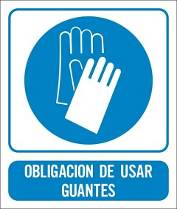 OBLIGACION DE USAR
GUANTES